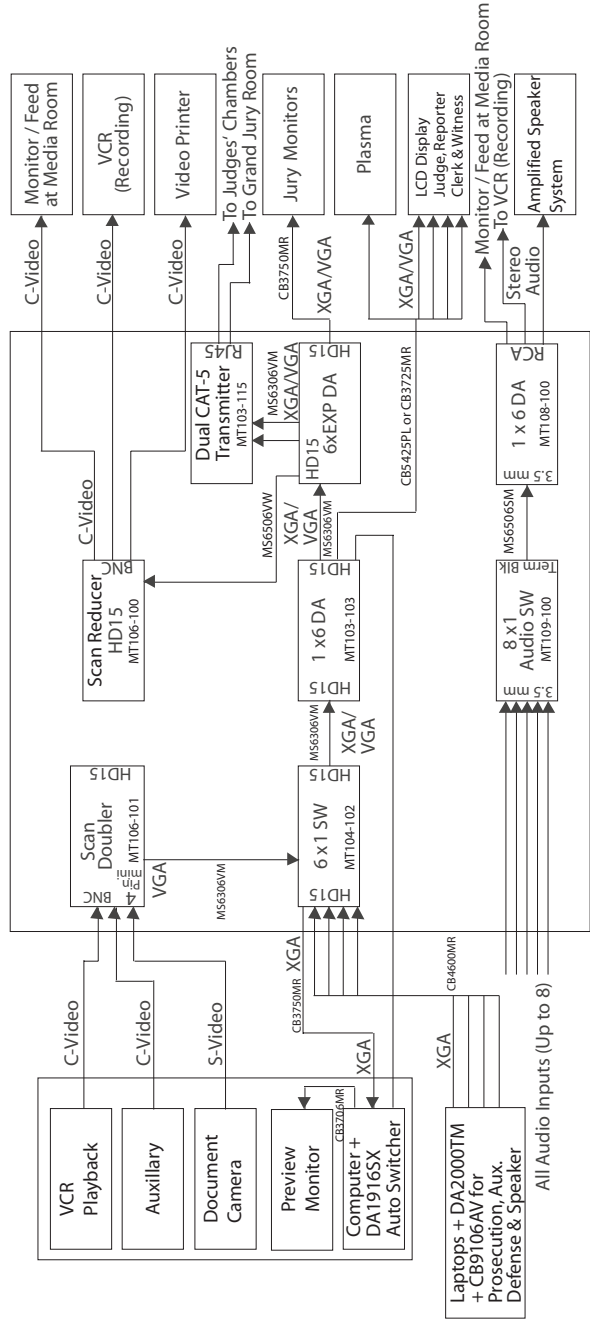 VCR
Playback
Auxillary
Document
Camera
Preview
Monitor
Computer +
DA1916SX
Auto Switcher
Laptops + DA2000TM
+ CB9106AV for
Prosecution, Aux.
Defense & Speaker
All Audio Inputs (Up to 8)
C-Video
C-Video
S-Video
CB3706MR
XGA
CB3750MR
XGA
XGA
CB4600MR
BNC
4 Pin.
mini
Scan
Doubler
MT106-101
HD15
VGA
MS6306VM
HD15
6 x1 SW
MT104-102
HD15
MS6306VM
XGA/
VGA
HD15
1 x6 DA
MT103-103
HD15
Scan Reducer
HD15
MT106-100
BNC
C-Video
MS6506VW
XGA/
VGA
MS6306VM
HD15
6xEXP DA
HD15
MS6306VM
XGA/VGA
Dual CAT-5
Transmitter
MT103-115
RJ45
CB5425PL or CB3725MR
3.5 mm
8 x1
Audio SW
MT109-100
Term Blk
MS6506SM
3.5 mm
1 x 6 DA
MT108-100
RCA
C-Video
C-Video
C-Video
CB3750MR
XGA/VGA
XGA/VGA
Stereo
Audio
Monitor / Feed
at Media Room
VCR
(Recording)
Video Printer
To Judges' Chambers
To Grand Jury Room
Jury Monitors
Plasma
LCD Display
Judge, Reporter
Clerk & Witness
Monitor / Feed at Media Room
To VCR (Recording)
Amplified Speaker
System